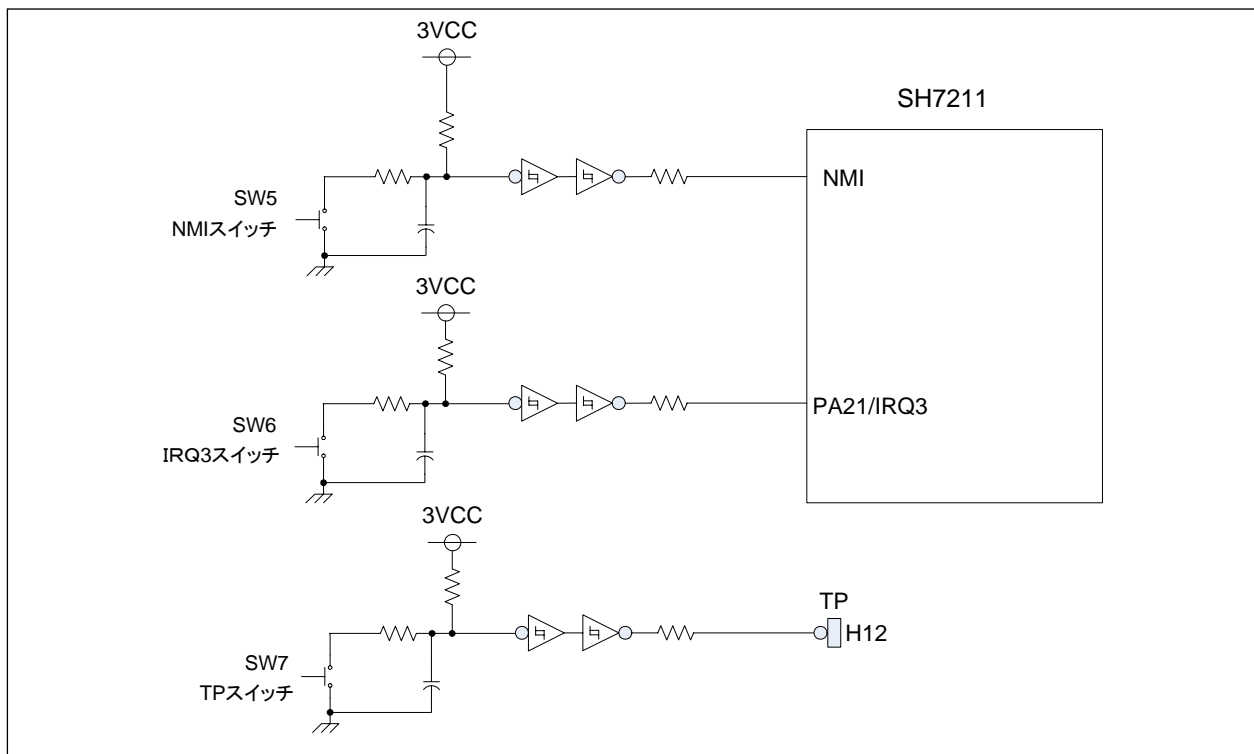 3VCC
SH7211
NMI
SW5
NMIスイッチ
3VCC
PA21/IRQ3
SW6
IRQ3スイッチ
3VCC
TP
H12
SW7
TPスイッチ